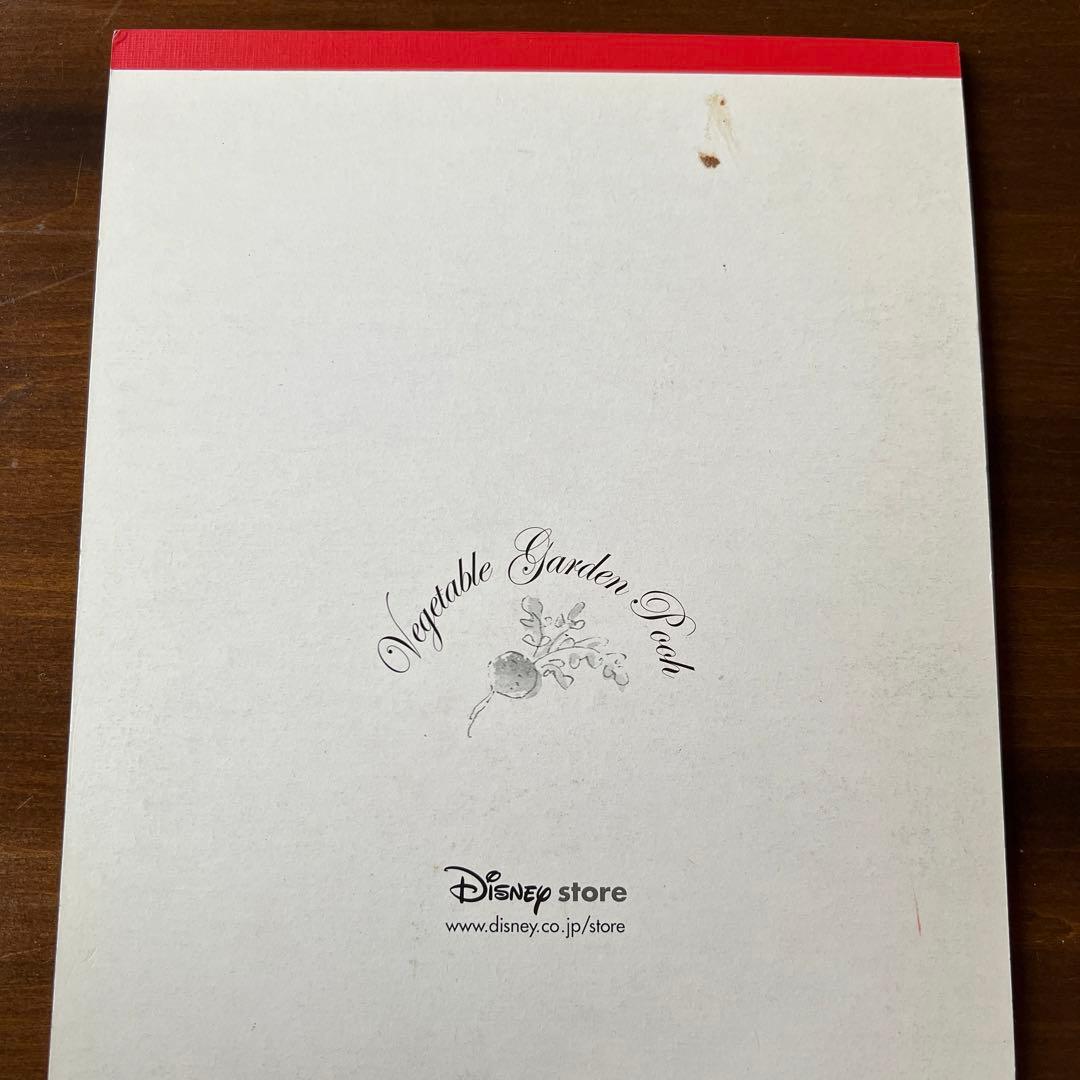 Vegetable Garden Pooh
Disney store
www.disney.co.jp/store